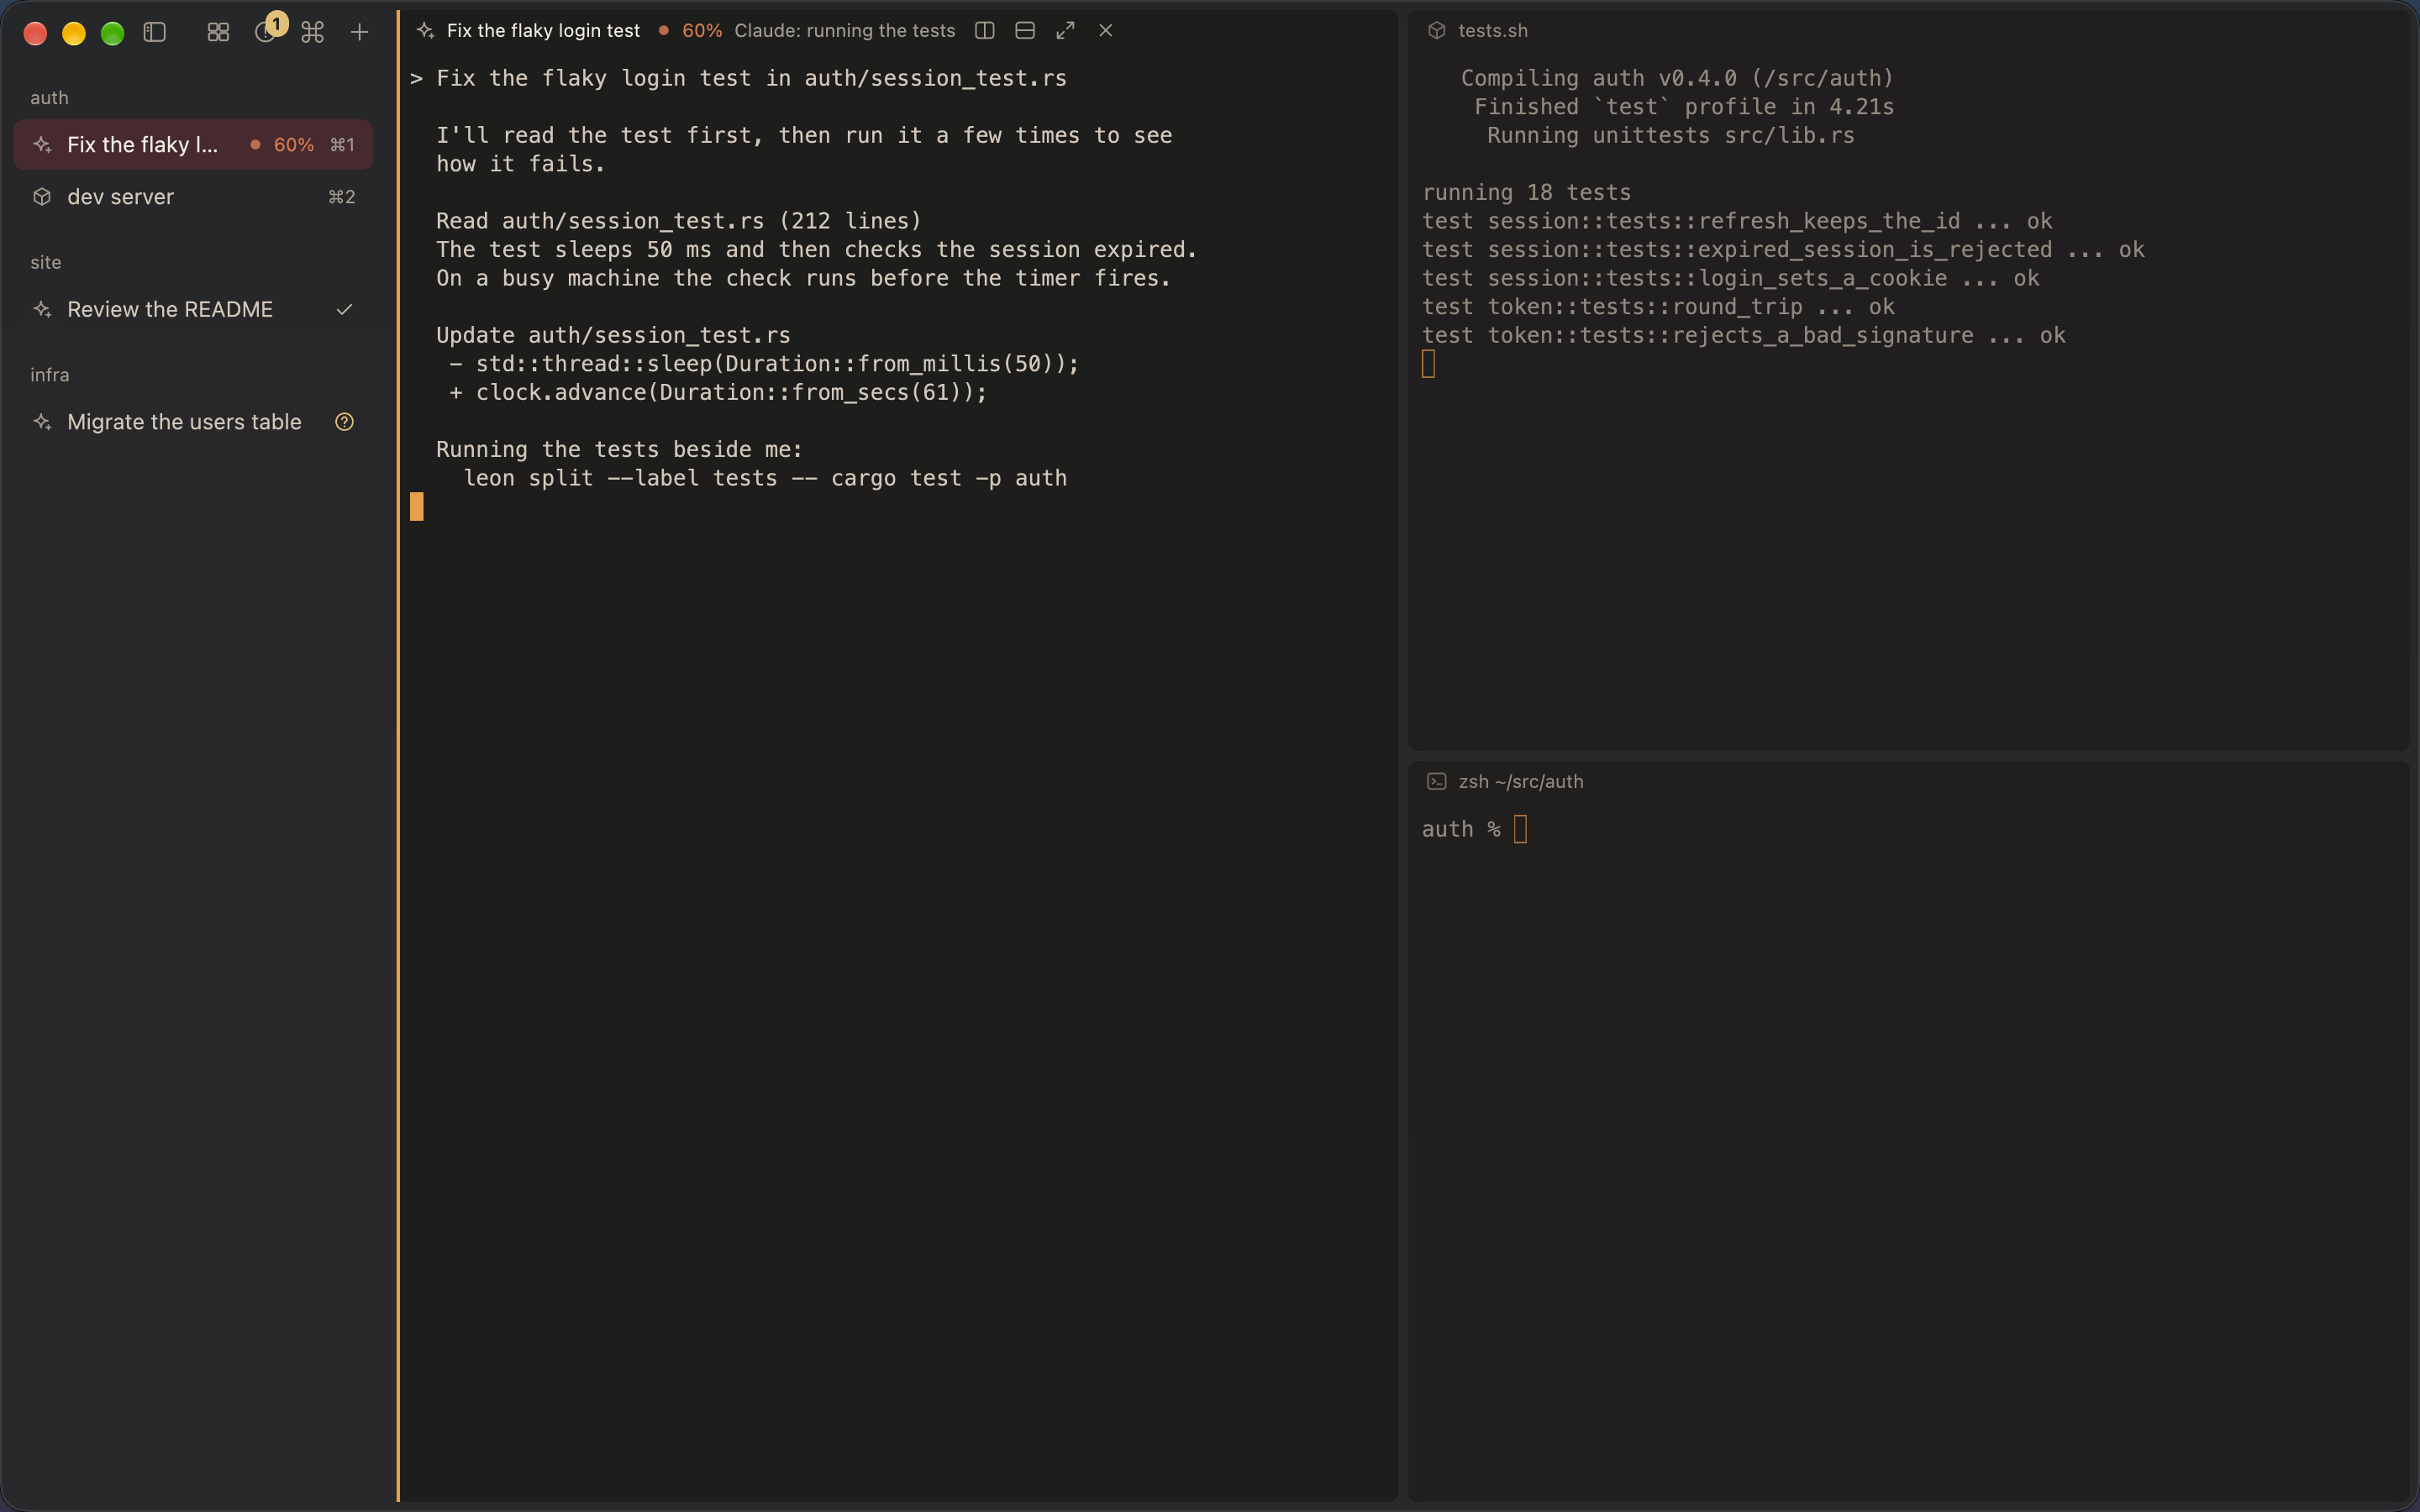 1
auth
Fix the flaky l... 60% ⌘1
dev server ⌘2
site
Review the README
infra
Migrate the users table
Fix the flaky login test 60% Claude: running the tests
> Fix the flaky login test in auth/session_test.rs
I'll read the test first, then run it a few times to see
how it fails.
Read auth/session_test.rs (212 lines)
The test sleeps 50 ms and then checks the session expired.
On a busy machine the check runs before the timer fires.
Update auth/session_test.rs
- std::thread::sleep(Duration::from_millis(50));
+ clock.advance(Duration::from_secs(61));
Running the tests beside me:
leon split --label tests -- cargo test -p auth
tests.sh
Compiling auth v0.4.0 (/src/auth)
Finished `test` profile in 4.21s
Running unittests src/lib.rs
running 18 tests
test session::tests::refresh_keeps_the_id ... ok
test session::tests::expired_session_is_rejected ... ok
test session::tests::login_sets_a_cookie ... ok
test token::tests::round_trip ... ok
test token::tests::rejects_a_bad_signature ... ok
zsh ~/src/auth
auth %